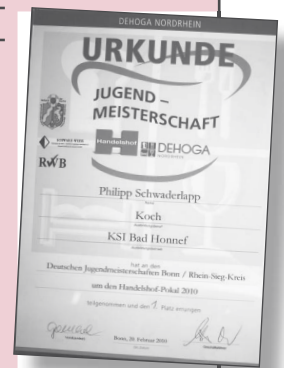 DEHOGA NORDRHEIN
URKUNDE
JUGEND –
MEISTERSCHAFT
Handelshof
DEHOGA
NORDRHEIN
RWB
Philipp Schwaderlapp
Koch
KSI Bad Honnef
hat an den
Deutschen Jugendmeisterschaften Bonn / Rhein-Sieg-Kreis
um den Handelshof-Pokal 2010
teilgenommen und den 1. Platz errungen
Bonn, 28. Februar 2010